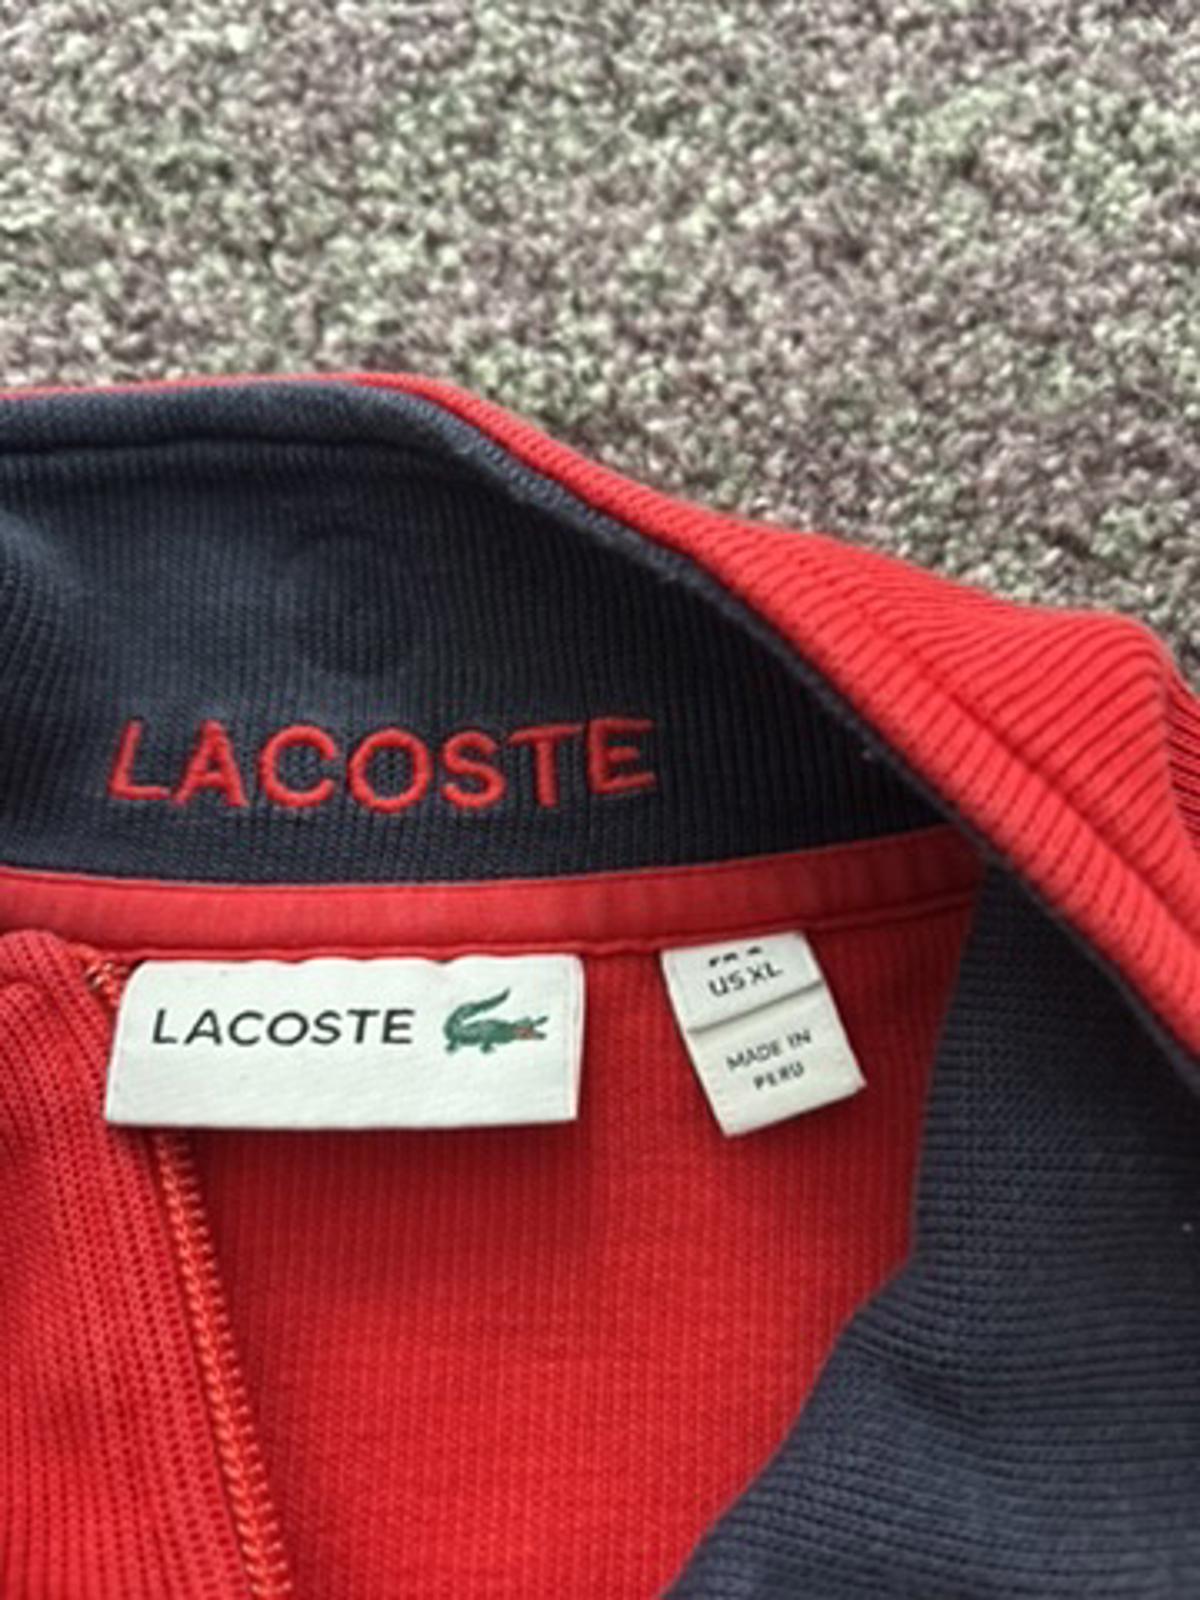 LACOSTE
LACOSTE
US XL
MADE IN
PERU